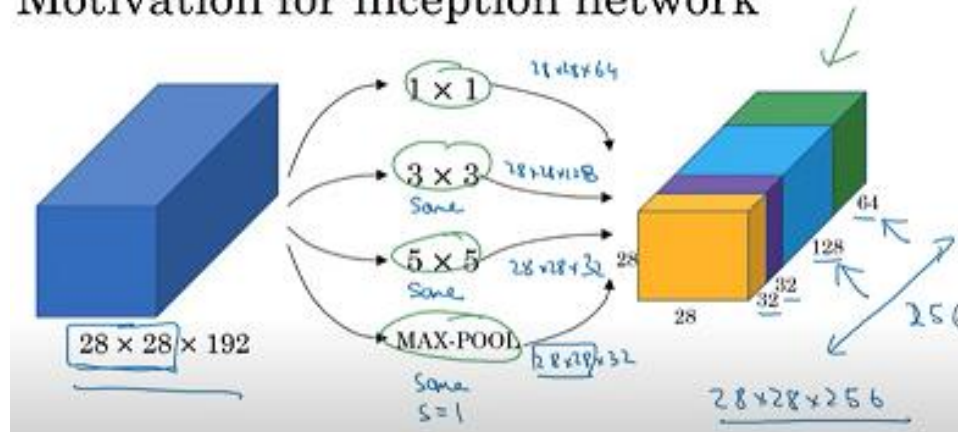 Motivation for inception network
1 × 1
28×28×64
3 × 3
28×28×128
Same
5 × 5
28×28×32
Same
MAX-POOL
28×28×32
Same
s=1
28 × 28 × 192
28
28
32
32
128
64
256
28×28×256